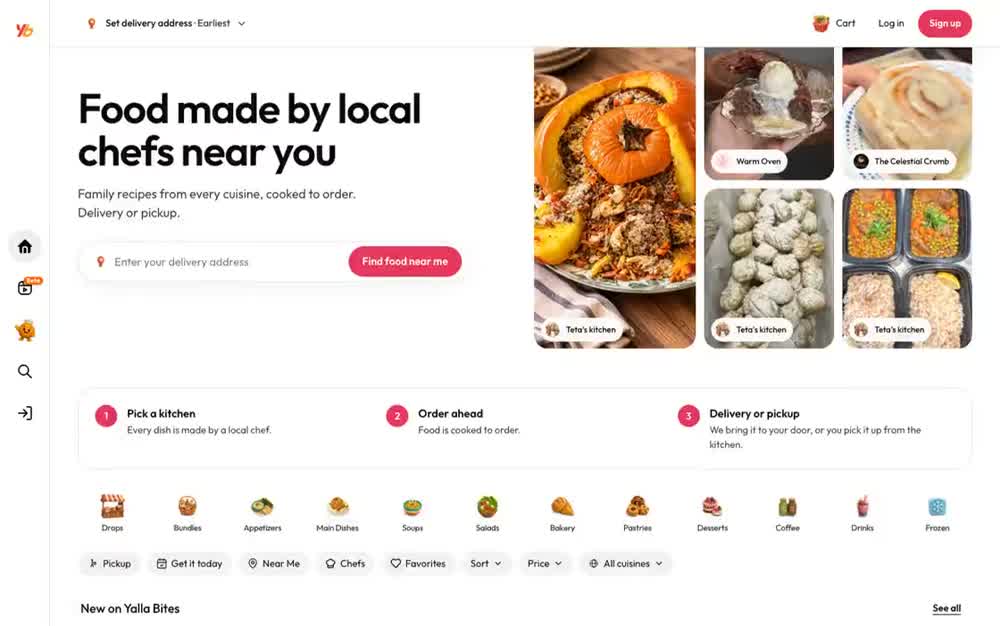 yb
Set delivery address · Earliest
Cart
Log in
Sign up
Food made by local
chefs near you
Family recipes from every cuisine, cooked to order.
Delivery or pickup.
Enter your delivery address
Find food near me
Warm Oven
The Celestial Crumb
Teta's kitchen
Teta's kitchen
Teta's kitchen
Beta
1
Pick a kitchen
Every dish is made by a local chef.
2
Order ahead
Food is cooked to order.
3
Delivery or pickup
We bring it to your door, or you pick it up from the
kitchen.
Drops
Bundles
Appetizers
Main Dishes
Soups
Salads
Bakery
Pastries
Desserts
Coffee
Drinks
Frozen
Pickup
Get it today
Near Me
Chefs
Favorites
Sort
Price
All cuisines
New on Yalla Bites
See all